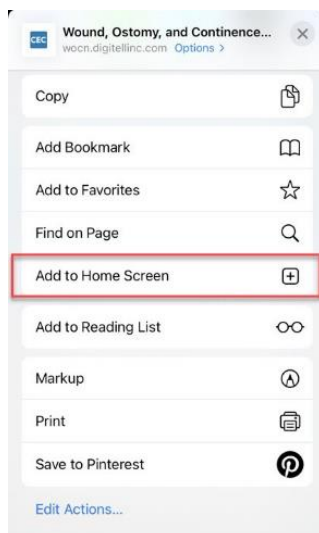 CEC
Wound, Ostomy, and Continence...
wocn.digitellinc.com Options >
Copy
Add Bookmark
Add to Favorites
Find on Page
Add to Home Screen
Add to Reading List
Markup
Print
Save to Pinterest
Edit Actions...